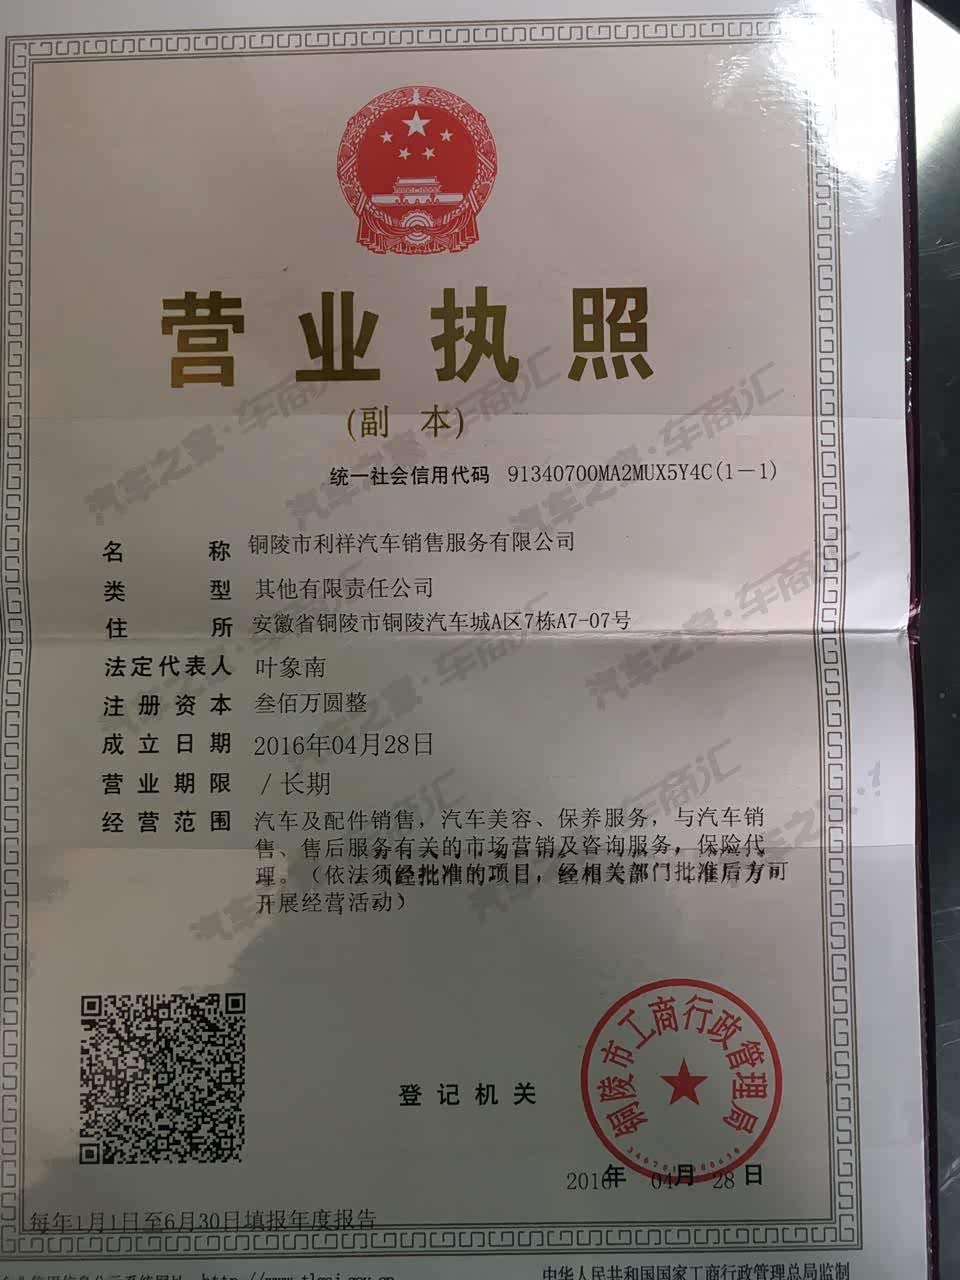 营业执照
(副本)
统一社会信用代码 91340700MA2MUX5Y4C(1-1)
名称 铜陵市利祥汽车销售服务有限公司
类型 其他有限责任公司
住所 安徽省铜陵市铜陵汽车城A区7栋A7-07号
法定代表人 叶象南
注册资本 叁佰万圆整
成立日期 2016年04月28日
营业期限 / 长期
经营范围 汽车及配件销售，汽车美容、保养服务，与汽车销
售、售后服务有关的市场营销及咨询服务，保险代
理。（依法须经批准的项目，经相关部门批准后方可
开展经营活动）
铜陵市工商行政管理局
登记机关
2016年 04月 28日
每年1月1日至6月30日填报年度报告
中华人民共和国国家工商行政管理总局监制
汽车之家·车商汇